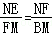 NE/FM = NF/BM